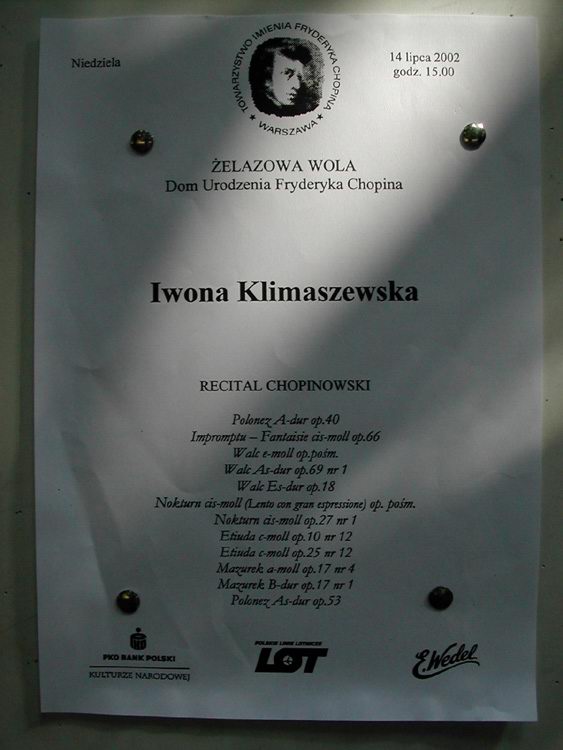 Niedziela
14 lipca 2002
godz. 15.00
TOWARZYSTWO IMIENIA FRYDERYKA CHOPINA
★ WARSZAWA ★
ŻELAZOWA WOLA
Dom Urodzenia Fryderyka Chopina
Iwona Klimaszewska
RECITAL CHOPINOWSKI
Polonez A-dur op.40
Impromptu – Fantaisie cis-moll op.66
Walc e-moll op.pośm.
Walc As-dur op.69 nr 1
Walc Es-dur op.18
Nokturn cis-moll (Lento con gran espressione) op. pośm.
Nokturn cis-moll op.27 nr 1
Etiuda c-moll op.10 nr 12
Etiuda c-moll op.25 nr 12
Mazurek a-moll op.17 nr 4
Mazurek B-dur op.17 nr 1
Polonez As-dur op.53
PKO BANK POLSKI
KULTURZE NARODOWEJ
POLSKIE LINIE LOTNICZE
LOT
E.Wedel